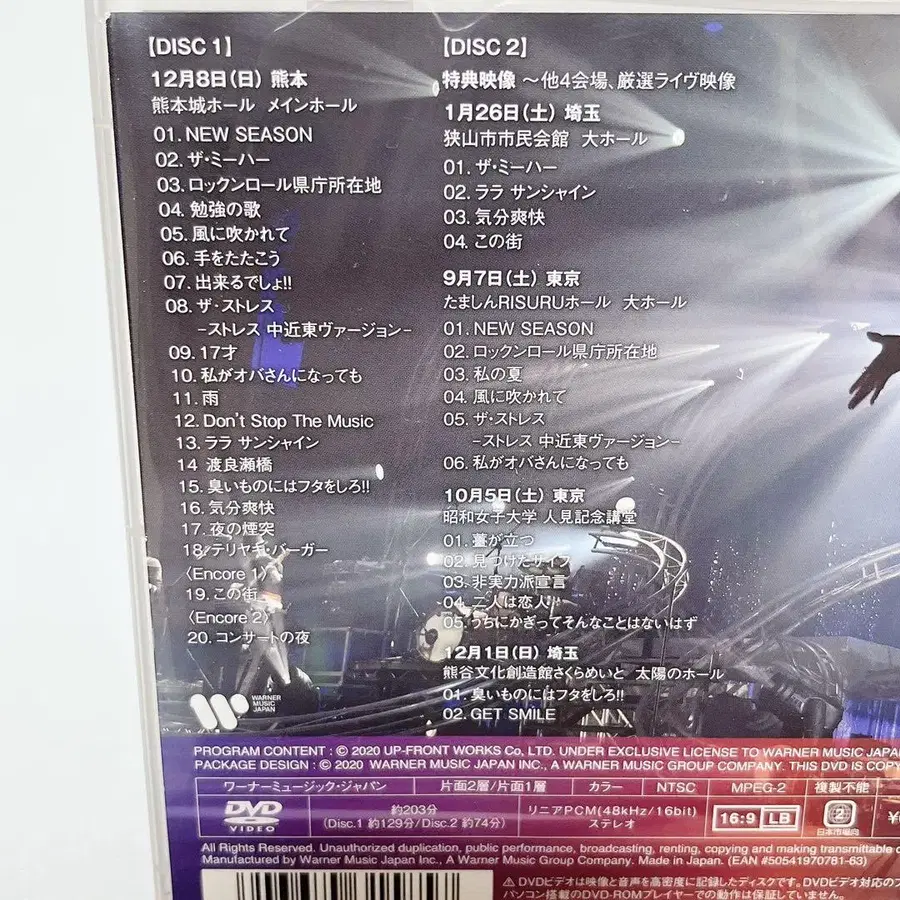 【DISC 1】
12月8日(日) 熊本
熊本城ホール メインホール
01. NEW SEASON
02. ザ・ミーハー
03. ロックンロール県庁所在地
04. 勉強の歌
05. 風に吹かれて
06. 手をたたこう
07. 出来るでしょ!!
08. ザ・ストレス
-ストレス 中近東ヴァージョン-
09. 17才
10. 私がオバさんになっても
11. 雨
12. Don't Stop The Music
13. ララ サンシャイン
14 渡良瀬橋
15. 臭いものにはフタをしろ!!
16. 気分爽快
17. 夜の煙突
18. テリヤキ・バーガー
〈Encore 1〉
19. この街
〈Encore 2〉
20. コンサートの夜
WARNER
MUSIC
JAPAN
【DISC 2】
特典映像 〜他4会場、厳選ライヴ映像
1月26日(土) 埼玉
狭山市市民会館 大ホール
01. ザ・ミーハー
02. ララ サンシャイン
03. 気分爽快
04. この街
9月7日(土) 東京
たましんRISURUホール 大ホール
01. NEW SEASON
02. ロックンロール県庁所在地
03. 私の夏
04. 風に吹かれて
05. ザ・ストレス
-ストレス 中近東ヴァージョン-
06. 私がオバさんになっても
10月5日(土) 東京
昭和女子大学 人見記念講堂
01. 薹が立つ
02. 見つけたサイフ
03. 非実力派宣言
04. 二人は恋人
05. うちにかぎってそんなことはないはず
12月1日(日) 埼玉
熊谷文化創造館さくらめいと 太陽のホール
01. 臭いものにはフタをしろ!!
02. GET SMILE
PROGRAM CONTENT : © 2020 UP-FRONT WORKS Co, LTD. UNDER EXCLUSIVE LICENSE TO WARNER MUSIC JAPA
PACKAGE DESIGN : © 2020 WARNER MUSIC JAPAN INC., A WARNER MUSIC GROUP COMPANY. THIS DVD IS COPY
ワーナーミュージック・ジャパン 片面2層/片面1層 カラー NTSC MPEG-2 複製不能
DVD VIDEO
約203分
(Disc.1 約129分/Disc.2 約74分)
リニアPCM(48kHz/16bit)
ステレオ
16:9 LB
2
日本市場向
All Rights Reserved. Unauthorized duplication, public performance, broadcasting, renting, copying and making transmittable
Manufactured by Warner Music Japan Inc., A Warner Music Group Company. Made in Japan. (EAN #50541970781-63)
⚠DVDビデオは映像と音声を高密度に記録したディスクです。DVDビデオ対応の
パソコン搭載のDVD-ROMプレイヤーでの動作は保証していません。